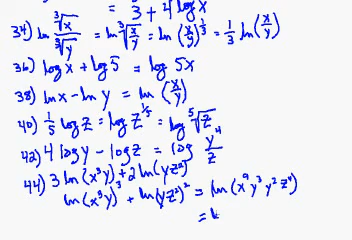 = 3 + 4 log x
34) ln ∛x/∛y = ln ∛(x/y) = ln (x/y)^(1/3) = 1/3 ln(x/y)
36) log x + log 5 = log 5x
38) ln x - ln y = ln (x/y)
40) 1/5 log z = log z^(1/5) = log ⁵√z
42) 4 log y - log z = log y⁴/z
44) 3 ln(x³y) + 2 ln(yz²)
ln(x³y)³ + ln(yz²)² = ln(x⁹y³y²z⁴)
=